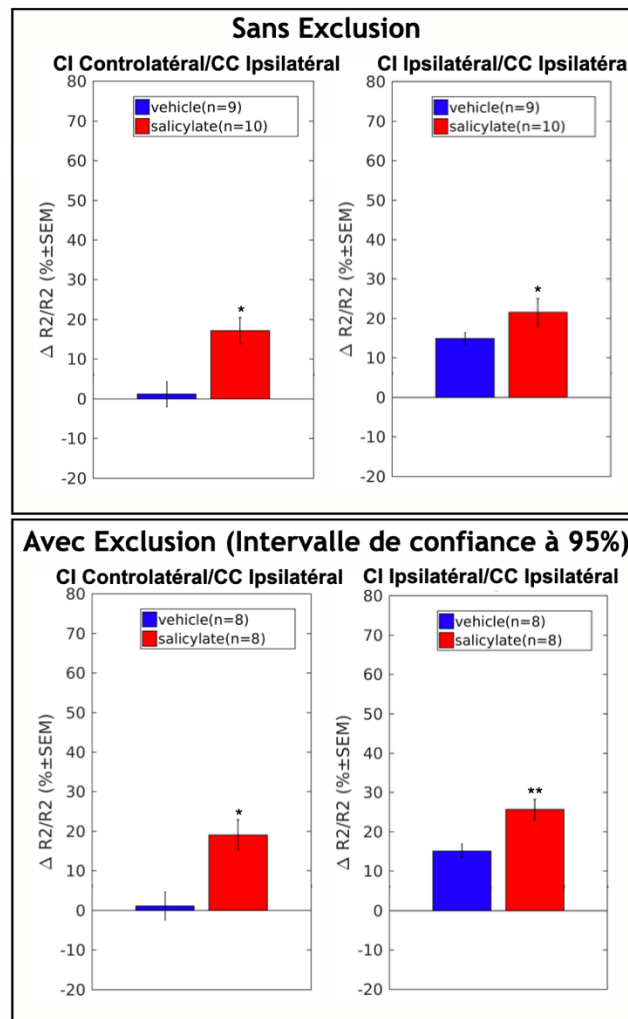 Sans Exclusion
CI Controlatéral/CC Ipsilatéral
80
70
60
50
40
30
20
10
0
-10
-20
Δ R2/R2 (%±SEM)
vehicle(n=9)
salicylate(n=10)
*
CI Ipsilatéral/CC Ipsilatéra
80
70
60
50
40
30
20
10
0
-10
-20
Δ R2/R2 (%±SEM)
vehicle(n=9)
salicylate(n=10)
*
Avec Exclusion (Intervalle de confiance à 95%)
CI Controlatéral/CC Ipsilatéral
80
70
60
50
40
30
20
10
0
-10
-20
Δ R2/R2 (%±SEM)
vehicle(n=8)
salicylate(n=8)
*
CI Ipsilatéral/CC Ipsilatéral
80
70
60
50
40
30
20
10
0
-10
-20
Δ R2/R2 (%±SEM)
vehicle(n=8)
salicylate(n=8)
**